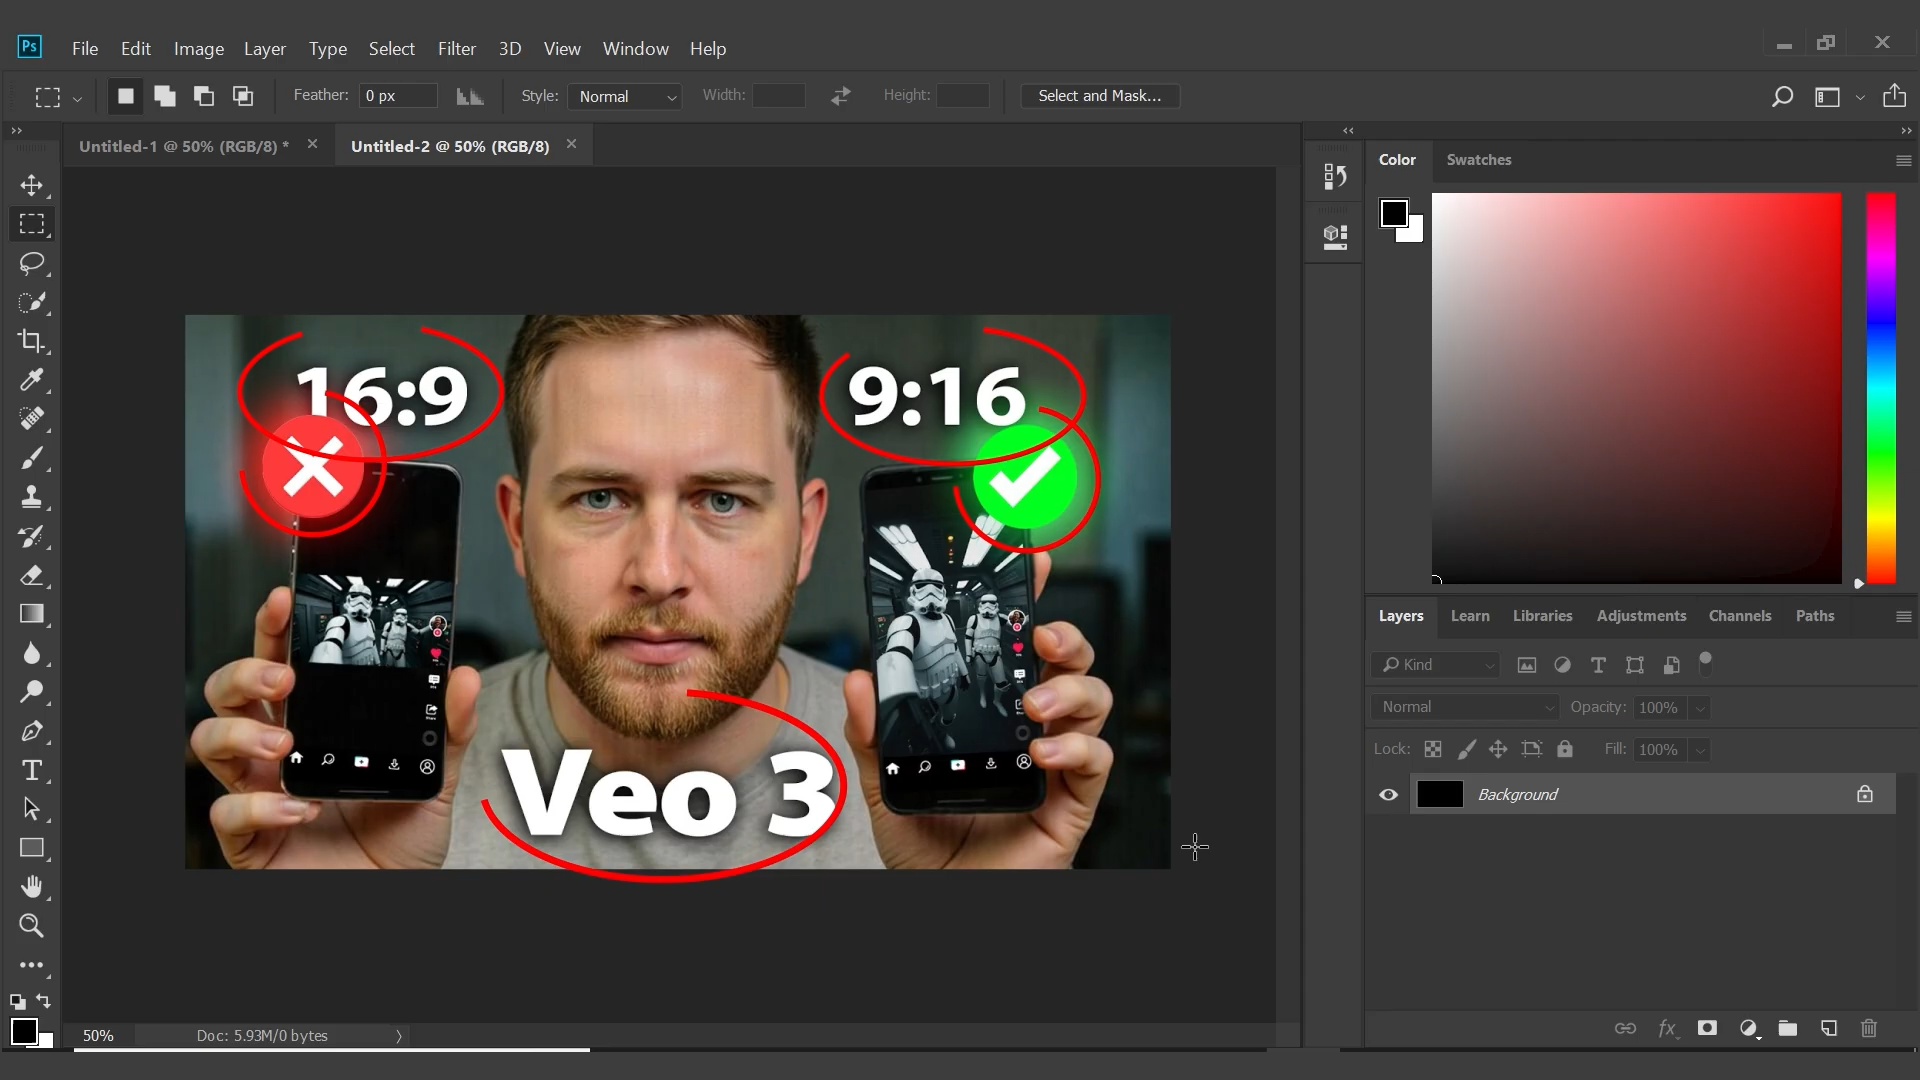 Ps
File Edit Image Layer Type Select Filter 3D View Window Help
Feather: 0 px Style: Normal Width: Height: Select and Mask...
Untitled-1 @ 50% (RGB/8) * Untitled-2 @ 50% (RGB/8)
Color Swatches
16:9 9:16
Veo 3
Layers Learn Libraries Adjustments Channels Paths
Kind
Normal Opacity: 100%
Lock: Fill: 100%
Background
T
fx
50% Doc: 5.93M/0 bytes